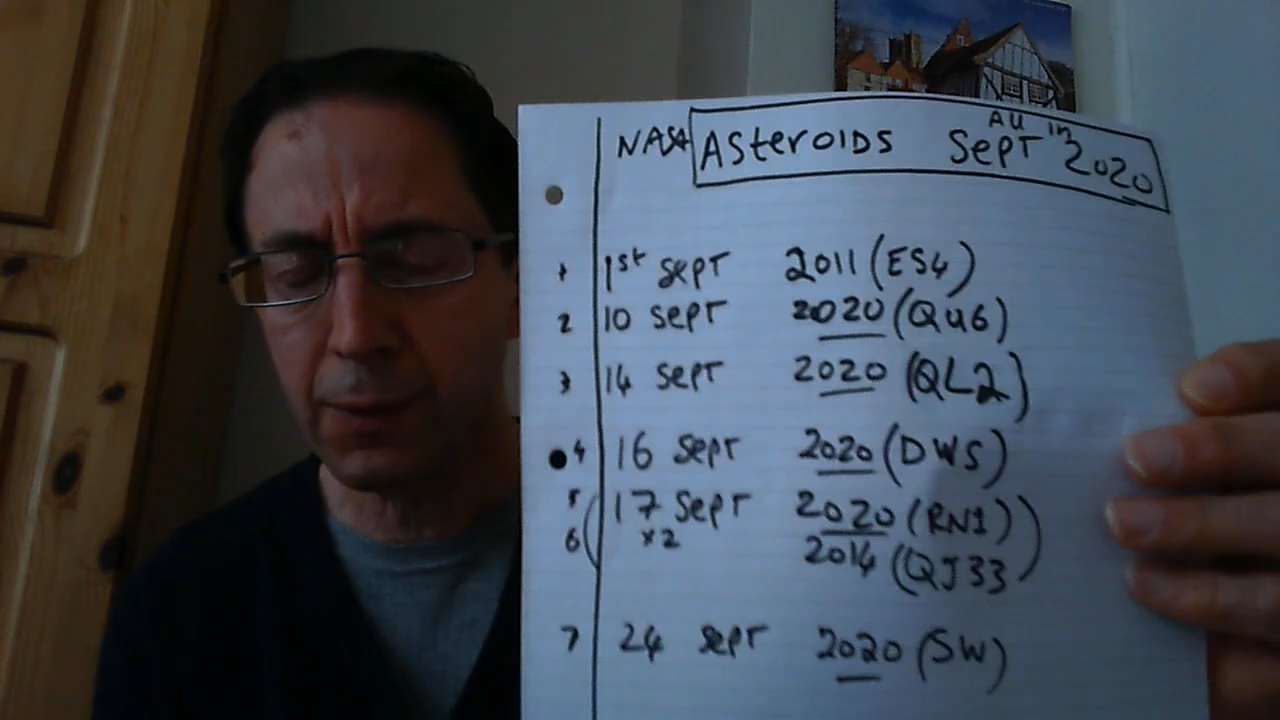 NASA Asteroids Sept AU in 2020
1 1st Sept 2011 (ES4)
2 10 Sept 2020 (QU6)
3 14 Sept 2020 (QL2)
4 16 Sept 2020 (DWS)
5 17 Sept 2020 (RN1)
6 x2 2014 (QJ33)
7 24 Sept 2020 (SW)